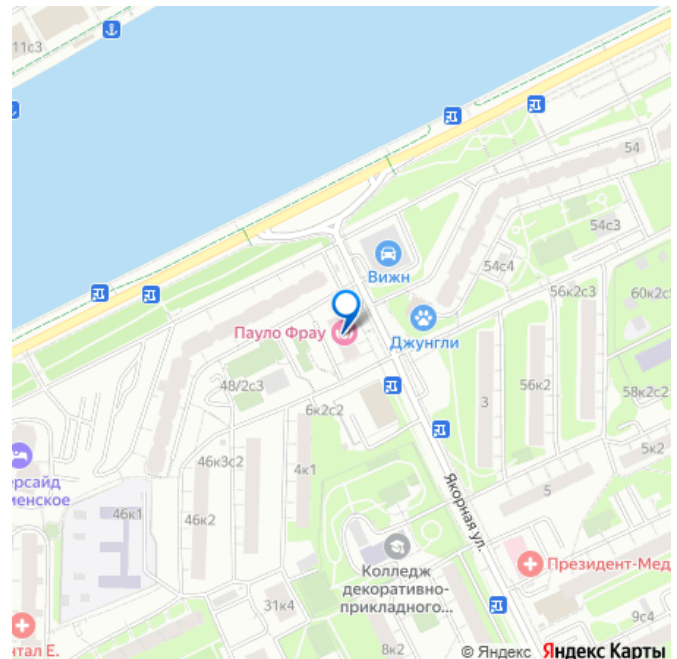 11с3
54
54с3
Вижн
54с4
56к2с3
60к2с
Пауло Фрау
Джунгли
48/2с3
6к2с2
3
56к2
58к2с2
46к3с2
4к1
5к2
ерсайд
менское
46к1
46к2
5
Якорная ул.
Колледж
декоративно-
прикладного...
Президент-Мед
31к4
9с4
нтал Е.
8к2
© Яндекс Яндекс Карты